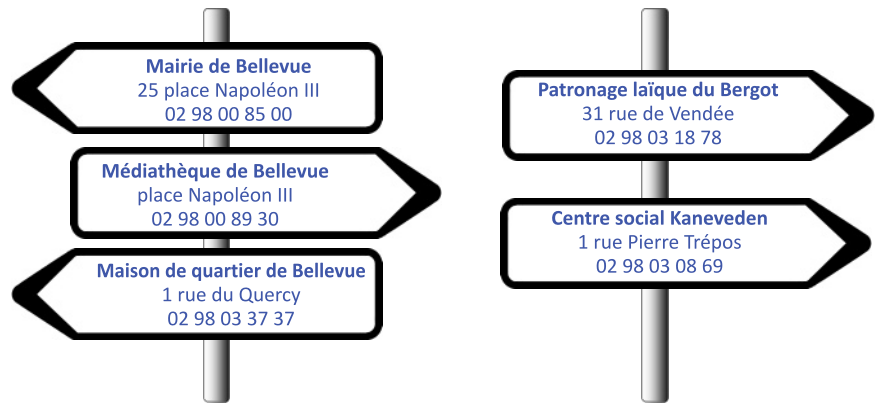 Mairie de Bellevue
25 place Napoléon III
02 98 00 85 00
Médiathèque de Bellevue
place Napoléon III
02 98 00 89 30
Maison de quartier de Bellevue
1 rue du Quercy
02 98 03 37 37
Patronage laïque du Bergot
31 rue de Vendée
02 98 03 18 78
Centre social Kaneveden
1 rue Pierre Trépos
02 98 03 08 69